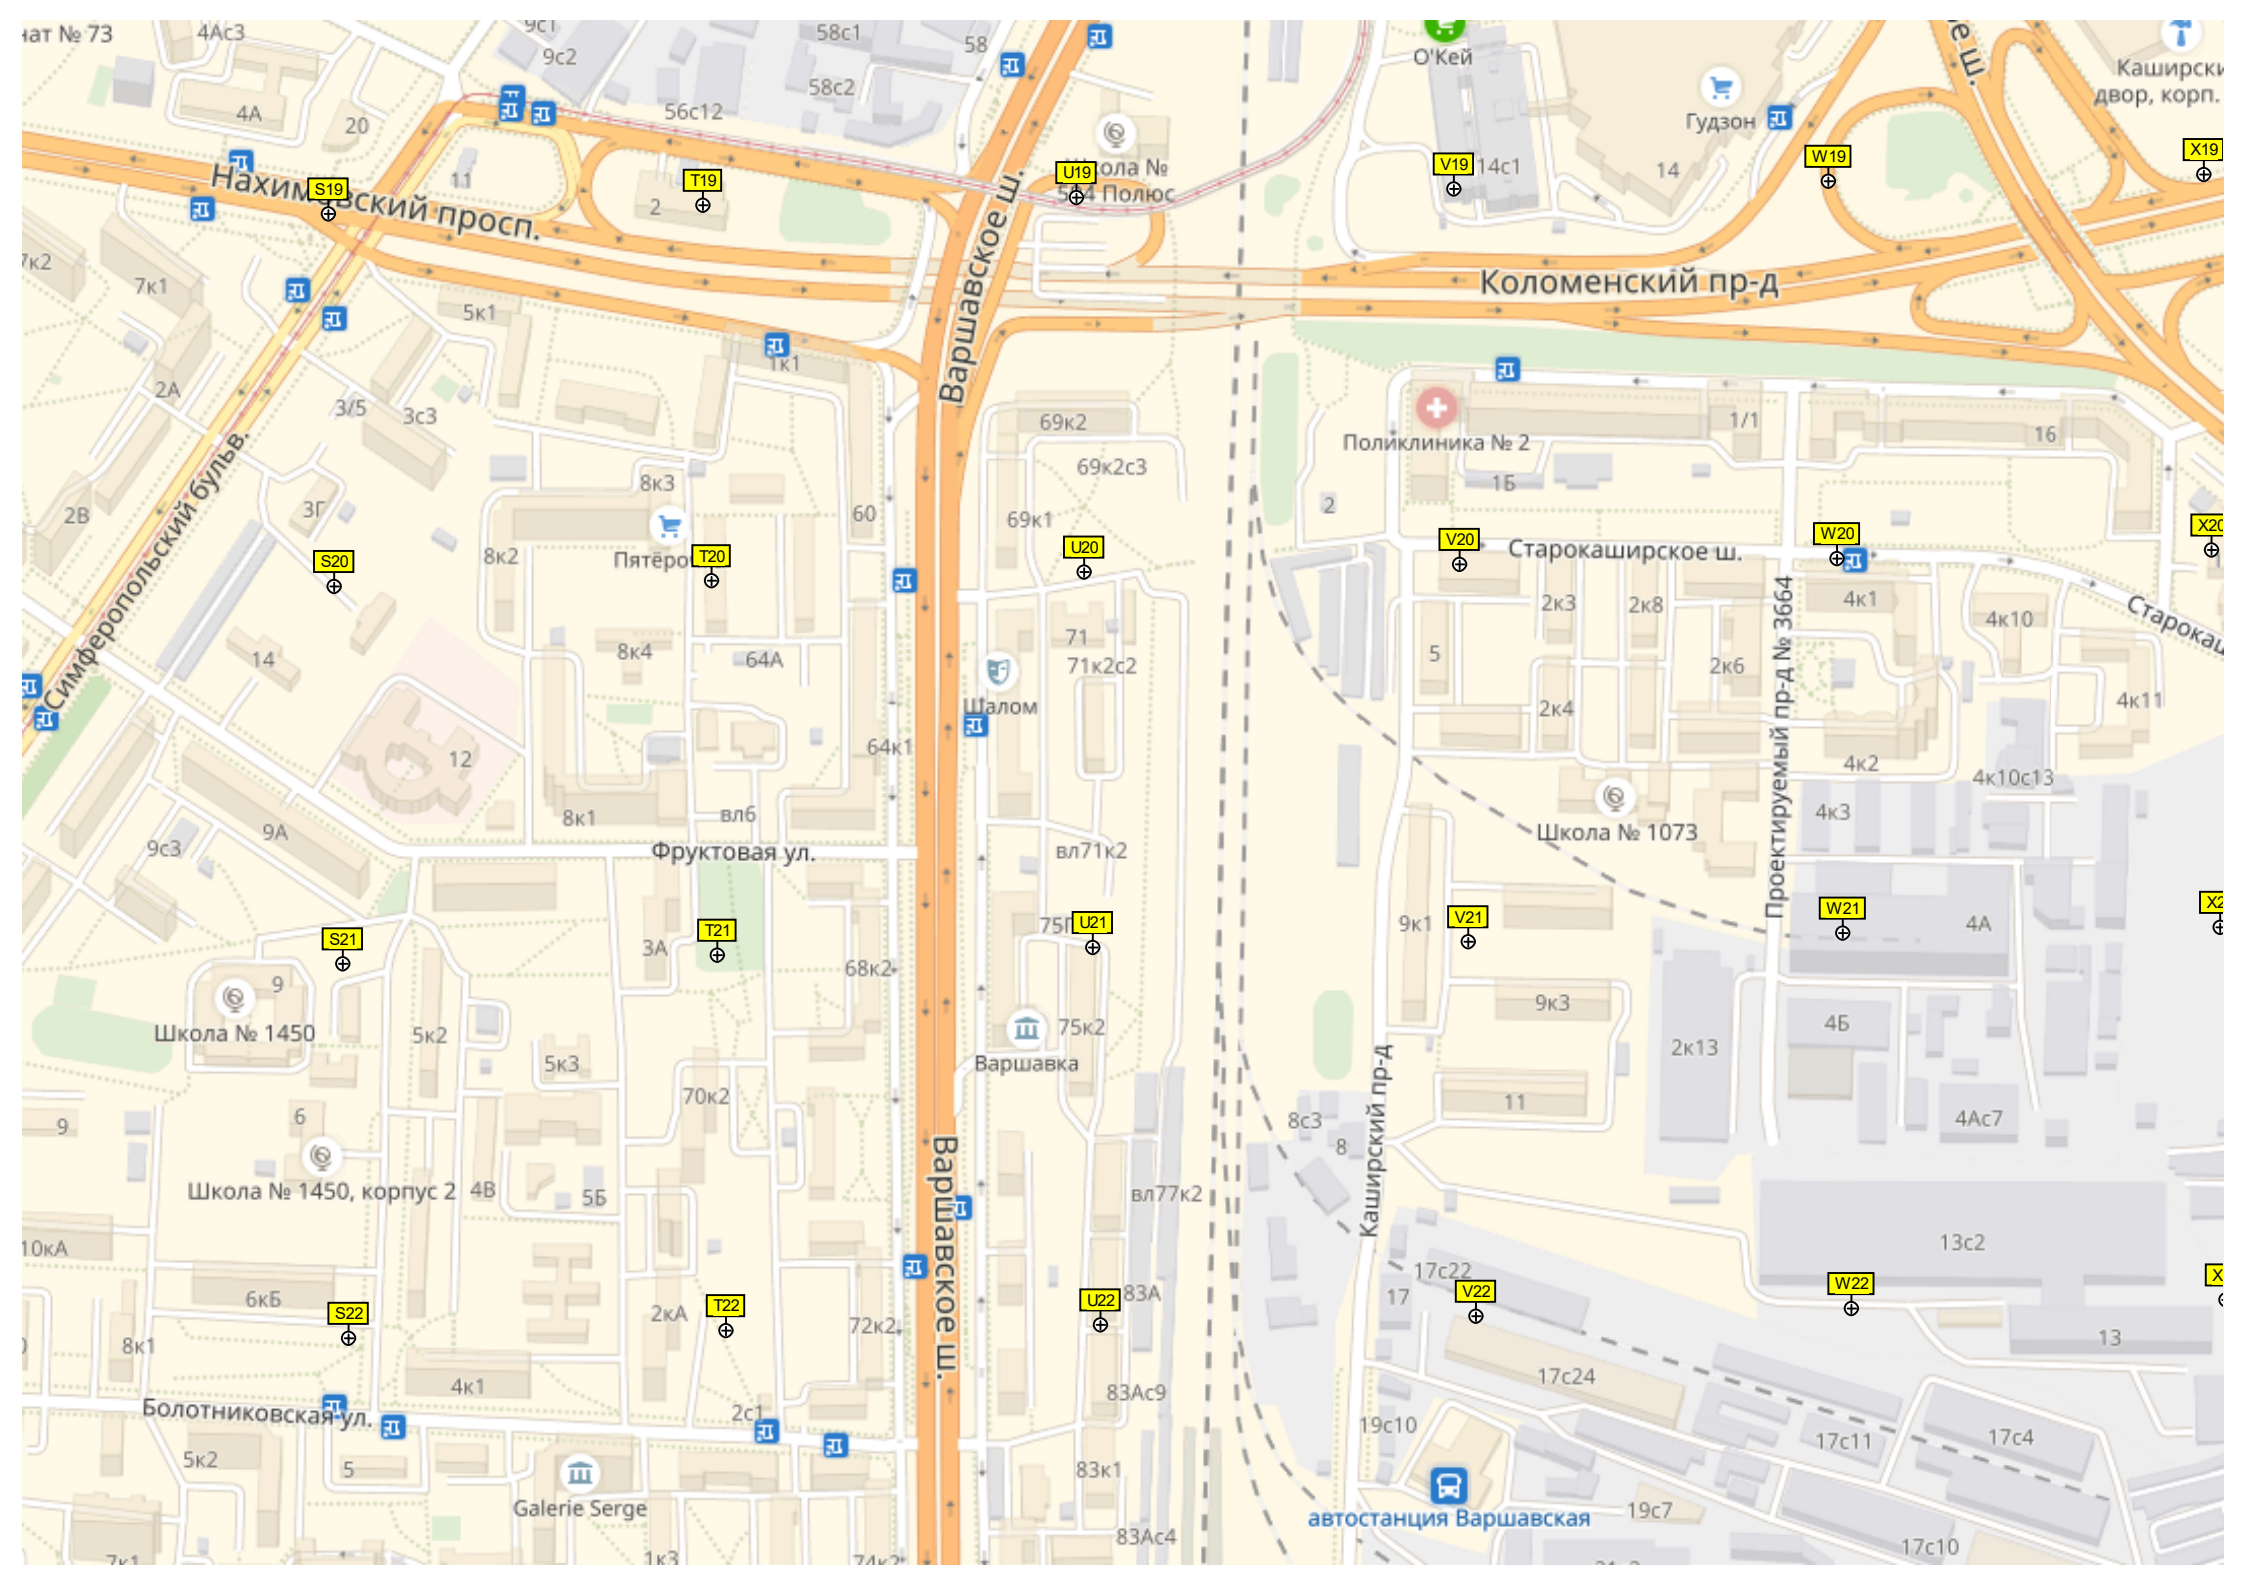 нат № 73
4Ас3
9с1
9с2
58с1
58
58с2
56с12
О'Кей
Гудзон
Каширски
двор, корп.
е ш.
4А
20
11
2
Школа №
554 Полюс
14с1
14
S19
T19
U19
V19
W19
X19
Нахимовский просп.
Варшавское ш.
Коломенский пр-д
7к2
7к1
5к1
1к1
2А
3/5
3с3
69к2
69к2с3
Поликлиника № 2
1/1
16
1Б
2
2В
3Г
8к3
8к2
60
69к1
Пятёро
S20
T20
U20
V20
W20
X20
Старокаширское ш.
Симферопольский бульв.
14
8к4
64А
71
71к2с2
5
2к3
2к8
2к6
2к4
4к1
4к10
4к11
Старокаш
Проектируемый пр-д № 3664
Шалом
12
64к1
4к2
4к10с13
8к1
вл6
9А
9с3
Школа № 1073
4к3
Фруктовая ул.
вл71к2
S21
T21
U21
V21
W21
X2
3А
68к2
9к1
4А
9
Школа № 1450
5к2
5к3
75к2
Варшавка
9к3
2к13
4Б
70к2
11
4Ас7
6
9
8с3
8
Школа № 1450, корпус 2
4В
5Б
вл77к2
Каширский пр-д
Варшавское ш.
10кА
13с2
6кБ
17с22
17
83А
S22
T22
U22
V22
W22
X
2кА
72к2
8к1
13
4к1
17с24
83Ас9
Болотниковская ул.
2с1
19с10
17с11
17с4
5к2
5
83к1
Galerie Serge
автостанция Варшавская
19с7
83Ас4
17с10
7к1
1к3
74к2